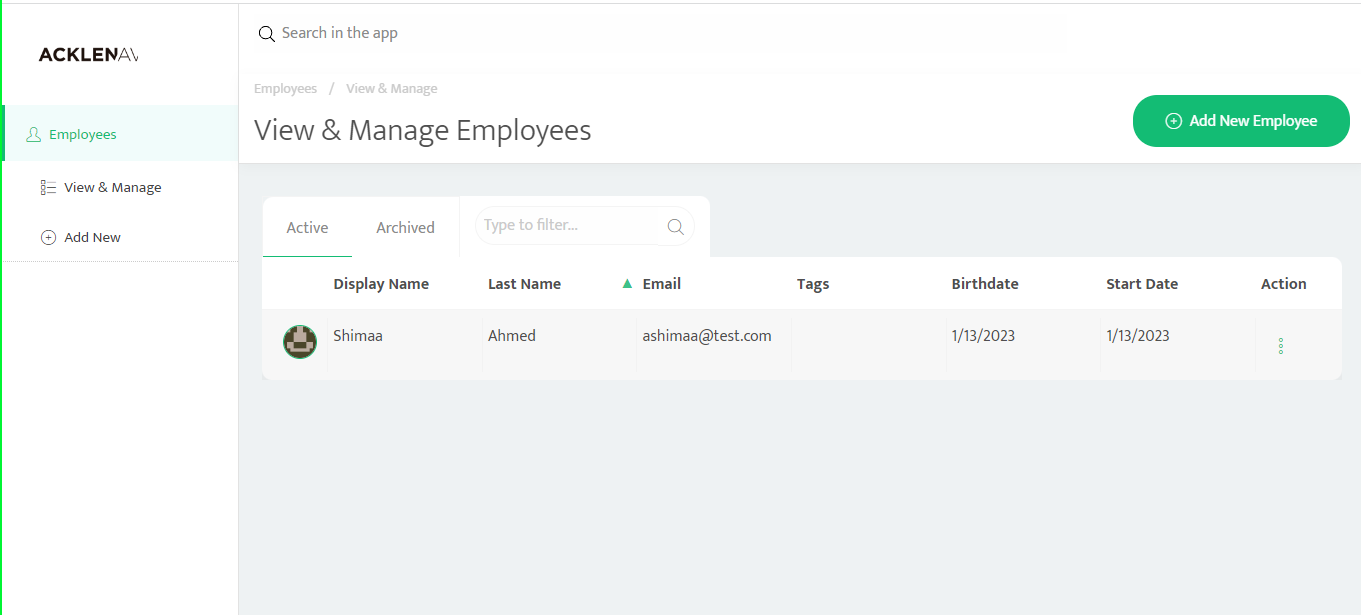 Search in the app
ACKLENAV
Employees / View & Manage
View & Manage Employees
Add New Employee
Employees
View & Manage
Add New
Active Archived Type to filter...
Display Name Last Name Email Tags Birthdate Start Date Action
Shimaa Ahmed ashimaa@test.com 1/13/2023 1/13/2023